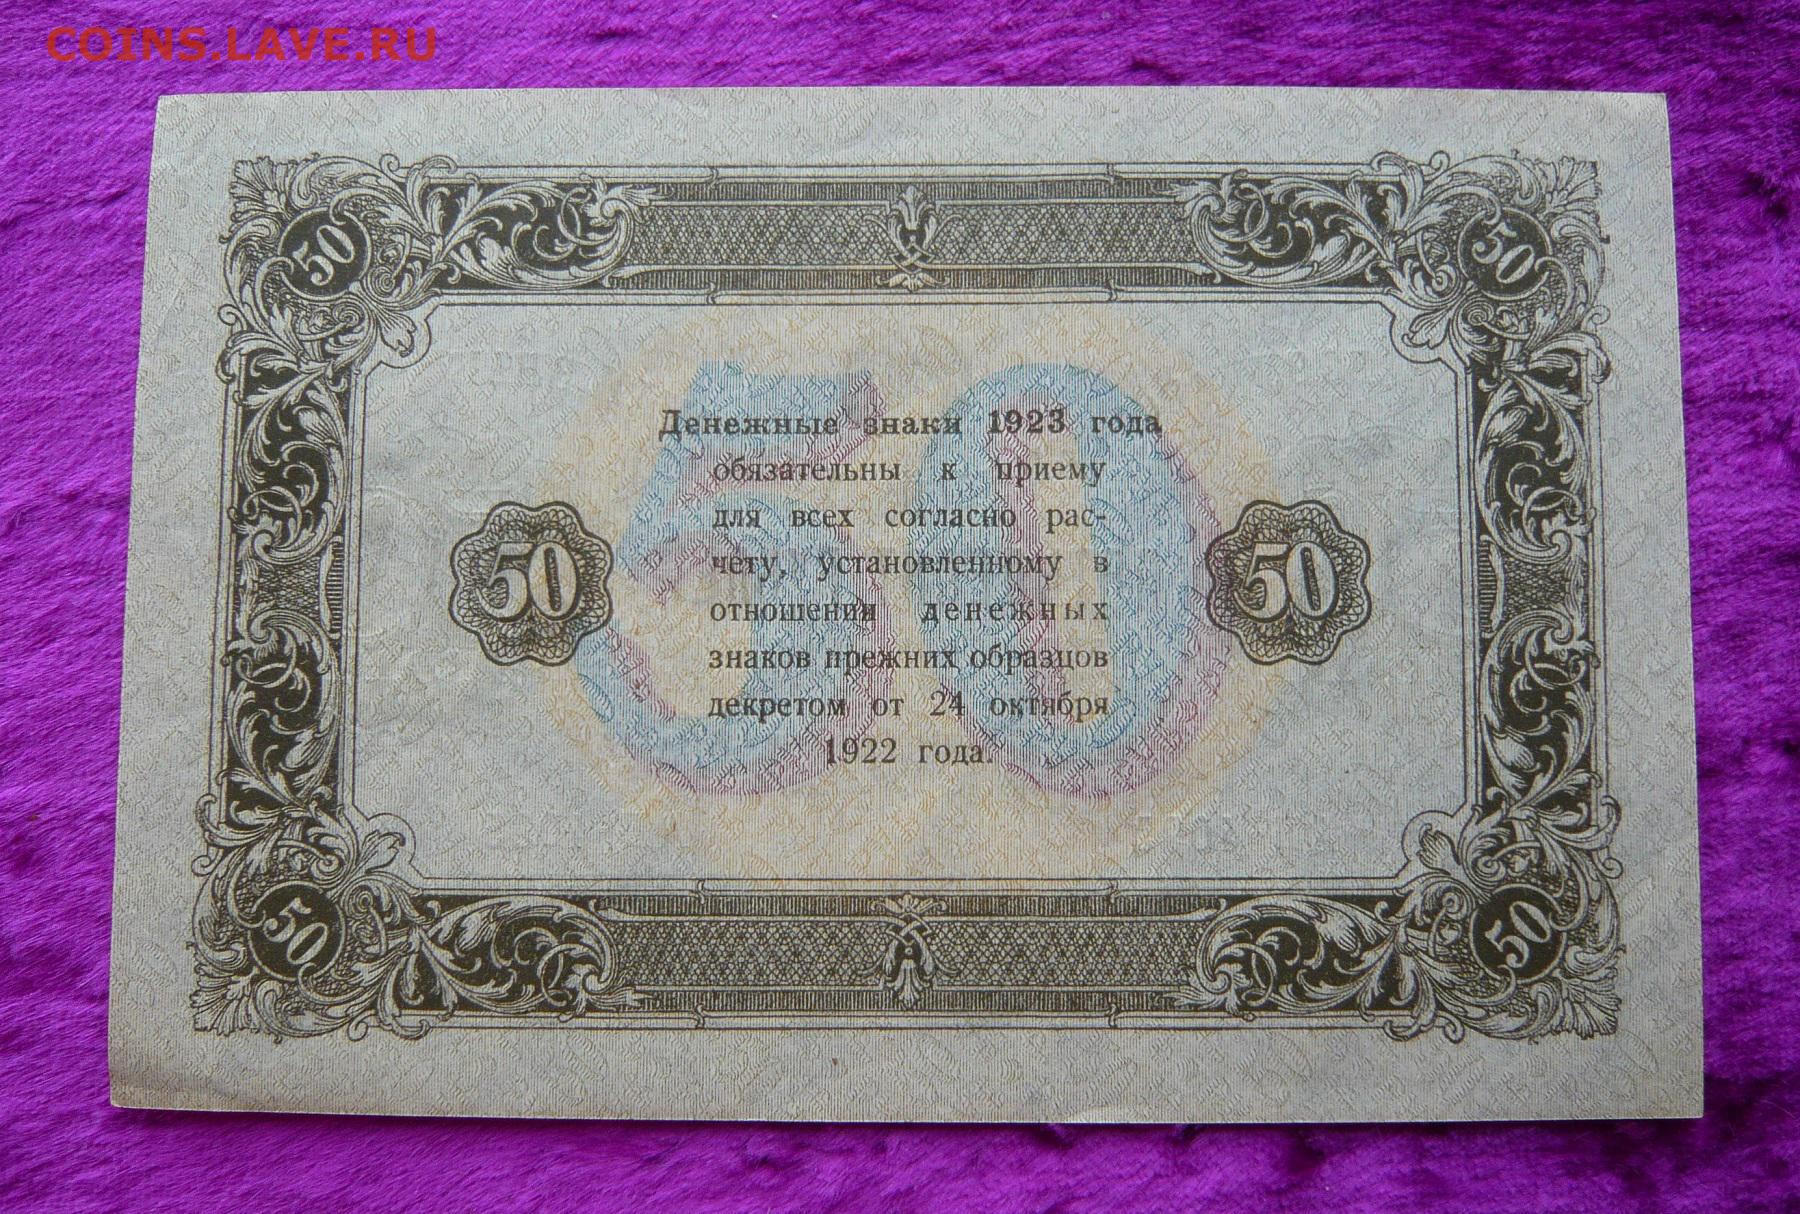 COINS.LAVE.RU
50
50
50
Денежные знаки 1923 года
обязательны к приему
для всех согласно рас-
чету, установленному в
отношении денежных
знаков прежних образцов
декретом от 24 октября
1922 года.
50
50
50
50